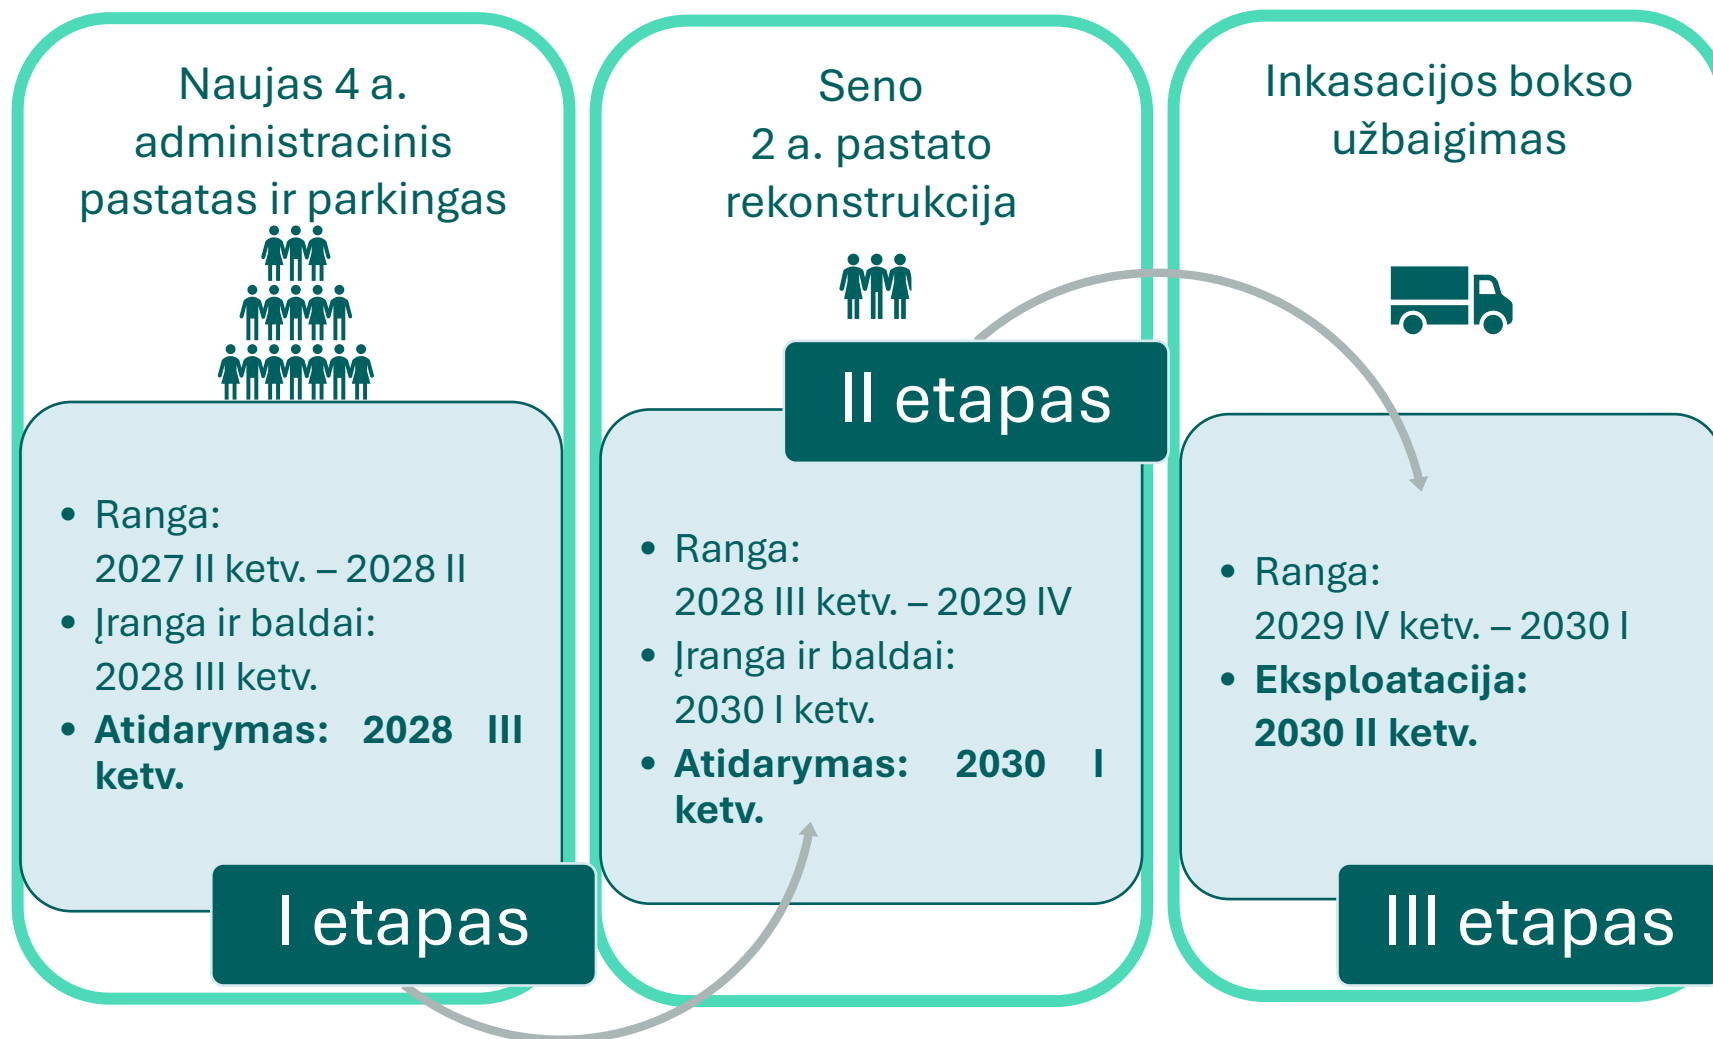 Naujas 4 a.
administracinis
pastatas ir parkingas
• Ranga:
2027 II ketv. – 2028 II
• Įranga ir baldai:
2028 III ketv.
• Atidarymas: 2028 III
ketv.
I etapas
Seno
2 a. pastato
rekonstrukcija
II etapas
• Ranga:
2028 III ketv. – 2029 IV
• Įranga ir baldai:
2030 I ketv.
• Atidarymas: 2030 I
ketv.
Inkasacijos bokso
užbaigimas
• Ranga:
2029 IV ketv. – 2030 I
• Eksploatacija:
2030 II ketv.
III etapas